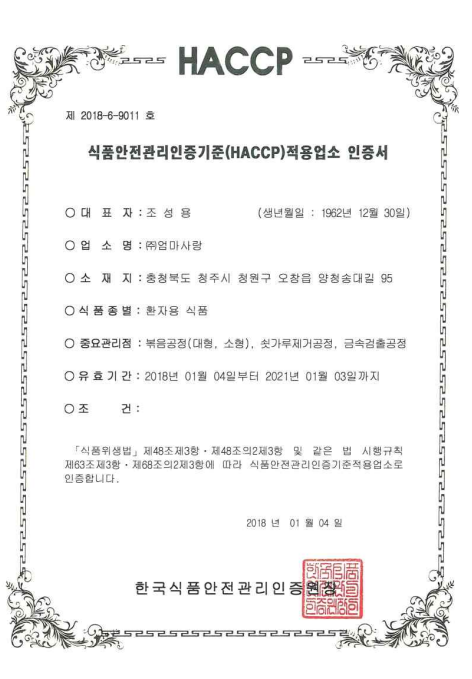 HACCP
제 2018-6-9011 호
식품안전관리인증기준(HACCP)적용업소 인증서
○ 대 표 자 : 조 성 용 (생년월일 : 1962년 12월 30일)
○ 업 소 명 : ㈜엄마사랑
○ 소 재 지 : 충청북도 청주시 청원구 오창읍 양청송대길 95
○ 식 품 종 별 : 환자용 식품
○ 중요관리점 : 볶음공정(대형, 소형), 쇳가루제거공정, 금속검출공정
○ 유 효 기 간 : 2018년 01월 04일부터 2021년 01월 03일까지
○ 조 건 :
「식품위생법」 제48조제3항·제48조의2제3항 및 같은 법 시행규칙
제63조제3항·제68조의2제3항에 따라 식품안전관리인증기준적용업소로
인증합니다.
2018 년 01 월 04 일
한국식품안전관리인증원장